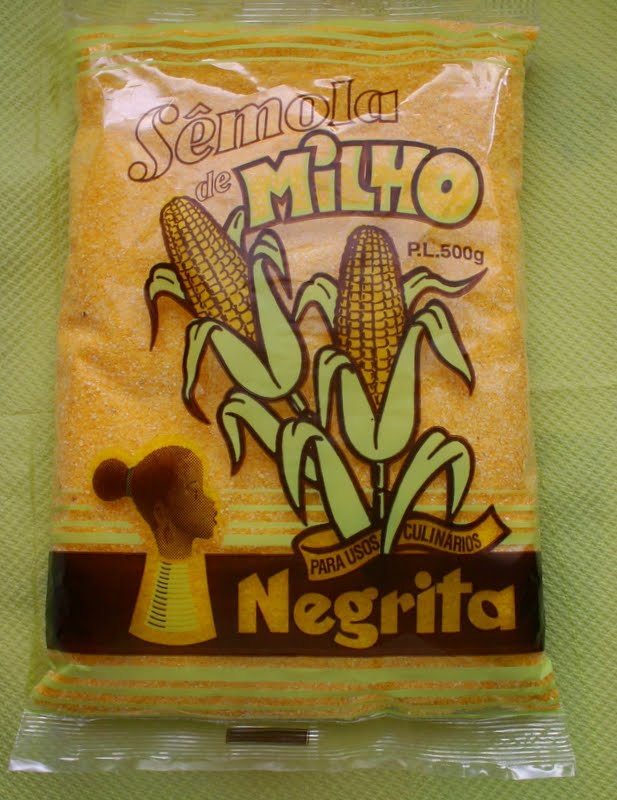 Sêmola
de MiLHO
P.L.500g
PARA USOS CULINÁRIOS
Negrita